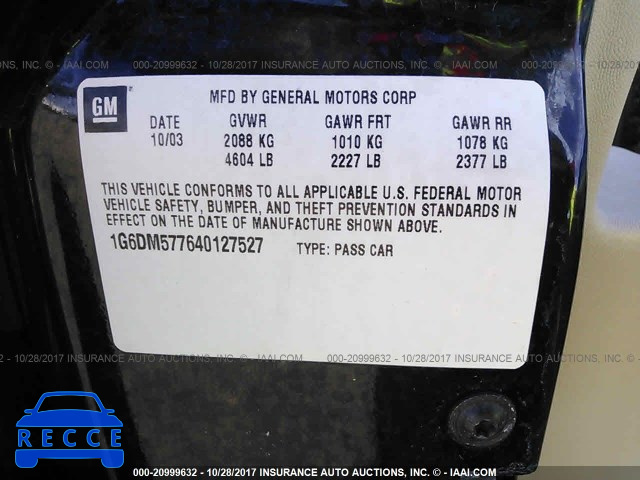 000-20999632 - 10/28/2017 INSURANCE AUTO AUCTIONS, INC. - © IAAI.COM
GM
MFD BY GENERAL MOTORS CORP
DATE GVWR GAWR FRT GAWR RR
10/03 2088 KG 1010 KG 1078 KG
4604 LB 2227 LB 2377 LB
THIS VEHICLE CONFORMS TO ALL APPLICABLE U.S. FEDERAL MOTOR
VEHICLE SAFETY, BUMPER, AND THEFT PREVENTION STANDARDS IN
EFFECT ON THE DATE OF MANUFACTURE SHOWN ABOVE.
1G6DM577640127527 TYPE: PASS CAR
000-20999632 - 10/28/2017 INSURANCE AUTO AUCTIONS, INC. - © IAAI.COM
RECCE
000-20999632 - 10/28/2017 INSURANCE AUTO AUCTIONS, INC. - © IAAI.COM